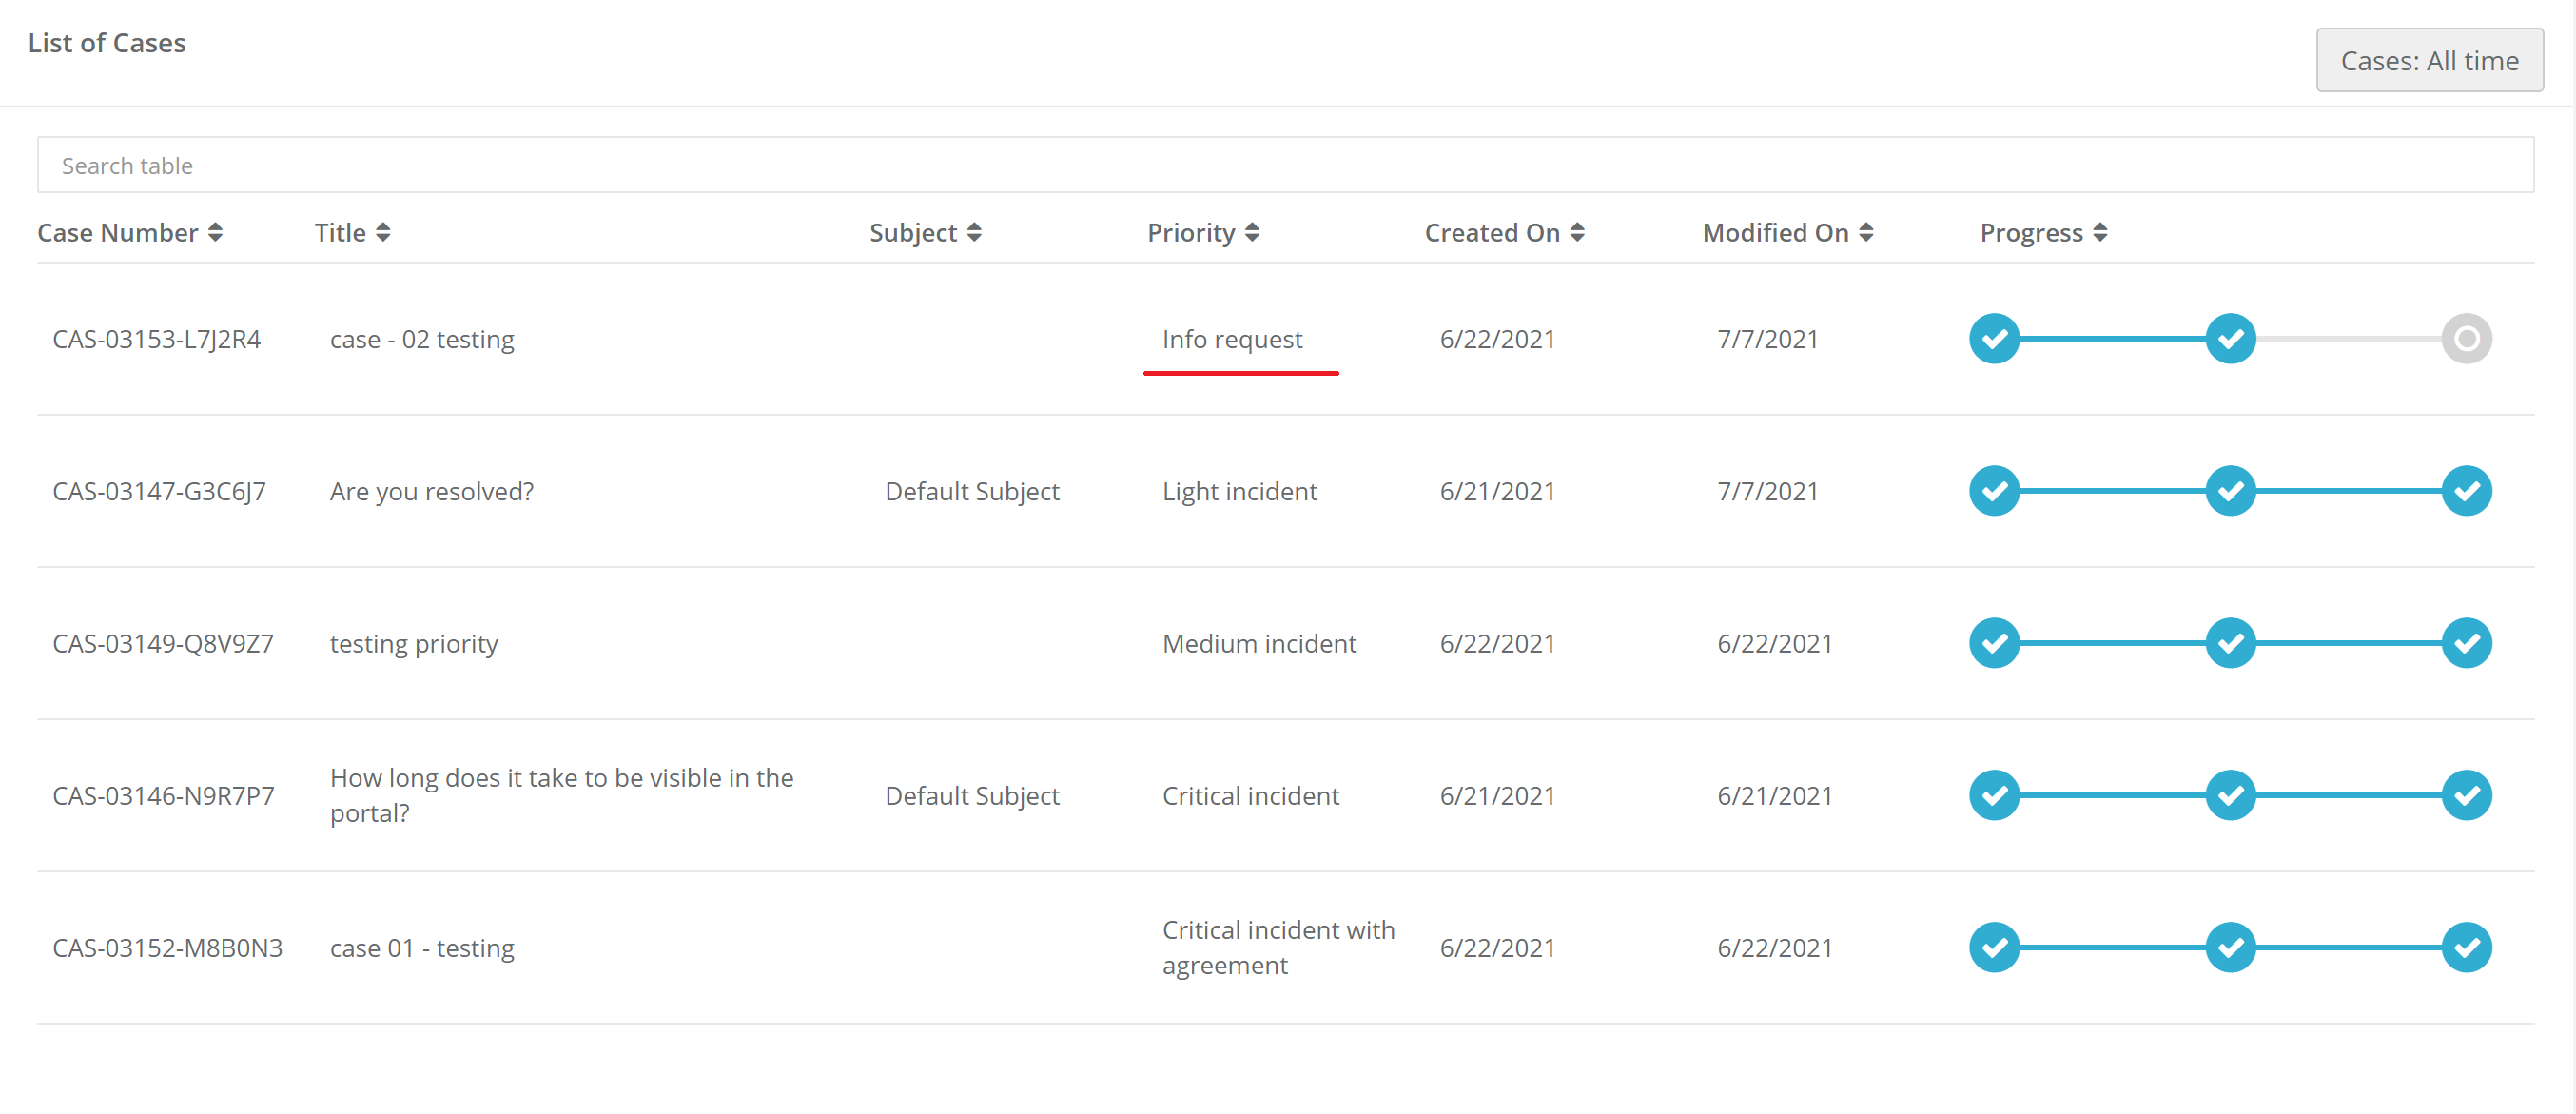 List of Cases
Cases: All time
Search table
Case Number Title Subject Priority Created On Modified On Progress
CAS-03153-L7J2R4 case - 02 testing Info request 6/22/2021 7/7/2021
CAS-03147-G3C6J7 Are you resolved? Default Subject Light incident 6/21/2021 7/7/2021
CAS-03149-Q8V9Z7 testing priority Medium incident 6/22/2021 6/22/2021
How long does it take to be visible in the
CAS-03146-N9R7P7 Default Subject Critical incident 6/21/2021 6/21/2021
portal?
Critical incident with
CAS-03152-M8B0N3 case 01 - testing 6/22/2021 6/22/2021
agreement